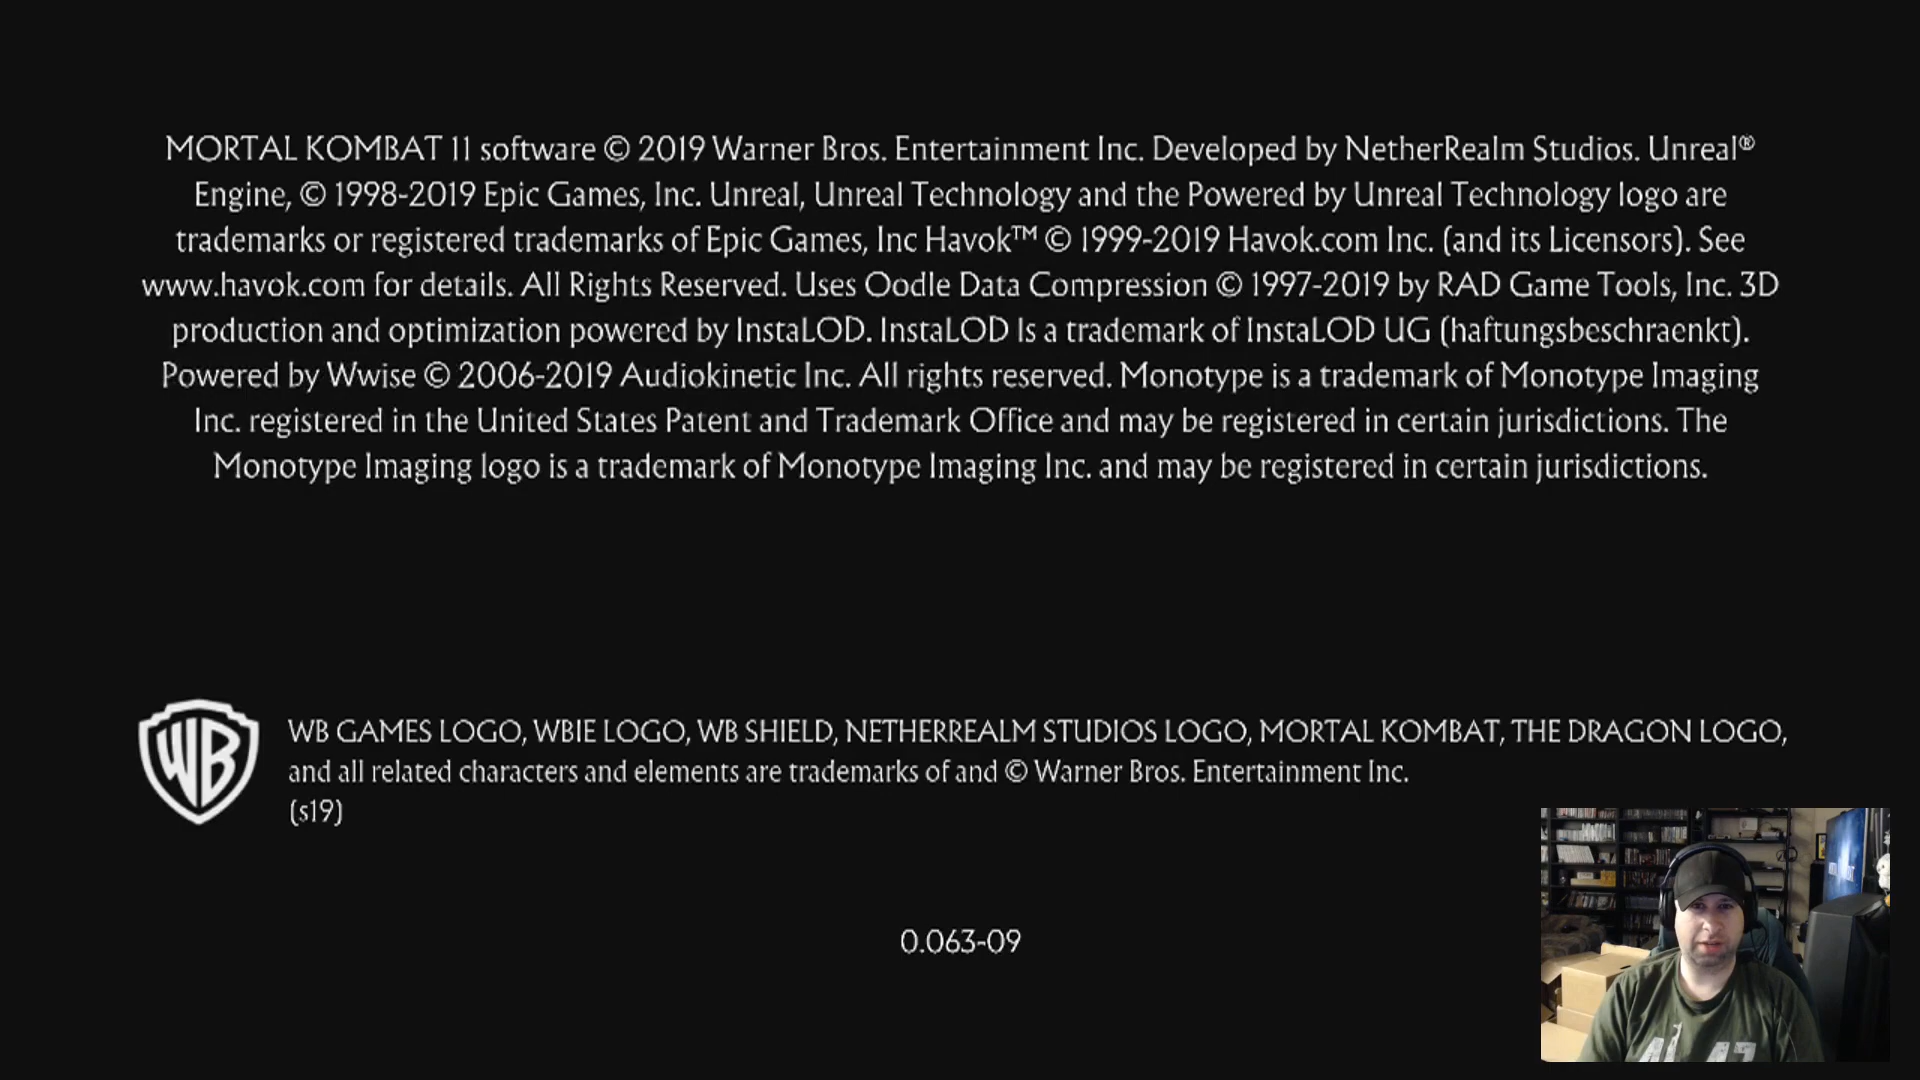 MORTAL KOMBAT 11 software © 2019 Warner Bros. Entertainment Inc. Developed by NetherRealm Studios. Unreal®
Engine, © 1998-2019 Epic Games, Inc. Unreal, Unreal Technology and the Powered by Unreal Technology logo are
trademarks or registered trademarks of Epic Games, Inc Havok™ © 1999-2019 Havok.com Inc. (and its Licensors). See
www.havok.com for details. All Rights Reserved. Uses Oodle Data Compression © 1997-2019 by RAD Game Tools, Inc. 3D
production and optimization powered by InstaLOD. InstaLOD Is a trademark of InstaLOD UG (haftungsbeschraenkt).
Powered by Wwise © 2006-2019 Audiokinetic Inc. All rights reserved. Monotype is a trademark of Monotype Imaging
Inc. registered in the United States Patent and Trademark Office and may be registered in certain jurisdictions. The
Monotype Imaging logo is a trademark of Monotype Imaging Inc. and may be registered in certain jurisdictions.
WB
WB GAMES LOGO, WBIE LOGO, WB SHIELD, NETHERREALM STUDIOS LOGO, MORTAL KOMBAT, THE DRAGON LOGO,
and all related characters and elements are trademarks of and © Warner Bros. Entertainment Inc.
(s19)
0.063-09